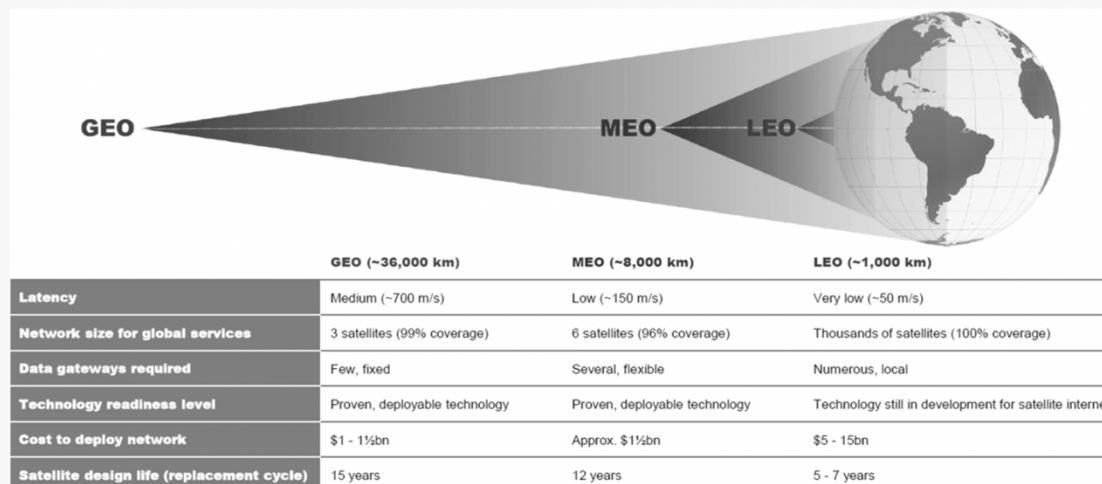 GEO MEO LEO
GEO (~36,000 km) MEO (~8,000 km) LEO (~1,000 km)
Latency Medium (~700 m/s) Low (~150 m/s) Very low (~50 m/s)
Network size for global services 3 satellites (99% coverage) 6 satellites (96% coverage) Thousands of satellites (100% coverage)
Data gateways required Few, fixed Several, flexible Numerous, local
Technology readiness level Proven, deployable technology Proven, deployable technology Technology still in development for satellite interne
Cost to deploy network $1 - 1½bn Approx. $1½bn $5 - 15bn
Satellite design life (replacement cycle) 15 years 12 years 5 - 7 years